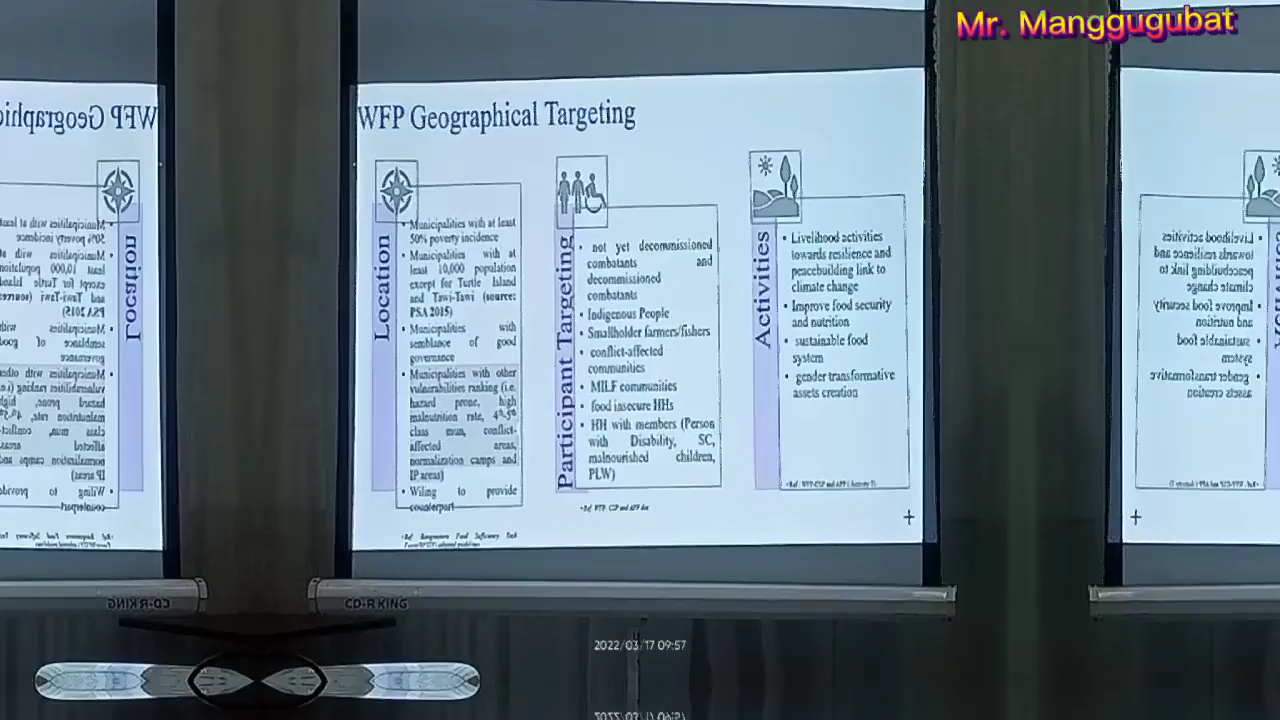 Mr. Manggugubat
WFP Geographical Targeting
Location
• Municipalities with at least
50% poverty incidence
• Municipalities with at
least 10,000 population
except for Turtle Island
and Tawi-Tawi (source:
PSA 2015)
• Municipalities with
semblance of good
governance
• Municipalities with other
vulnerabilities ranking (i.e.
hazard prone, high
malnutrition rate, 4th-5th
class mun, conflict-
affected areas,
normalization camps and
IP areas)
• Wiling to provide
counterpart
Participant Targeting
• not yet decommissioned
combatants and
decommissioned
combatants
• Indigenous People
• Smallholder farmers/fishers
• conflict-affected
communities
• MILF communities
• food insecure HHs
• HH with members (Person
with Disability, SC,
malnourished children,
PLW)
Activities
• Livelihood activities
towards resilience and
peacebuilding link to
climate change
• Improve food security
and nutrition
• sustainable food
system
• gender transformative
assets creation
CD-R KING
2022/03/17 09:57